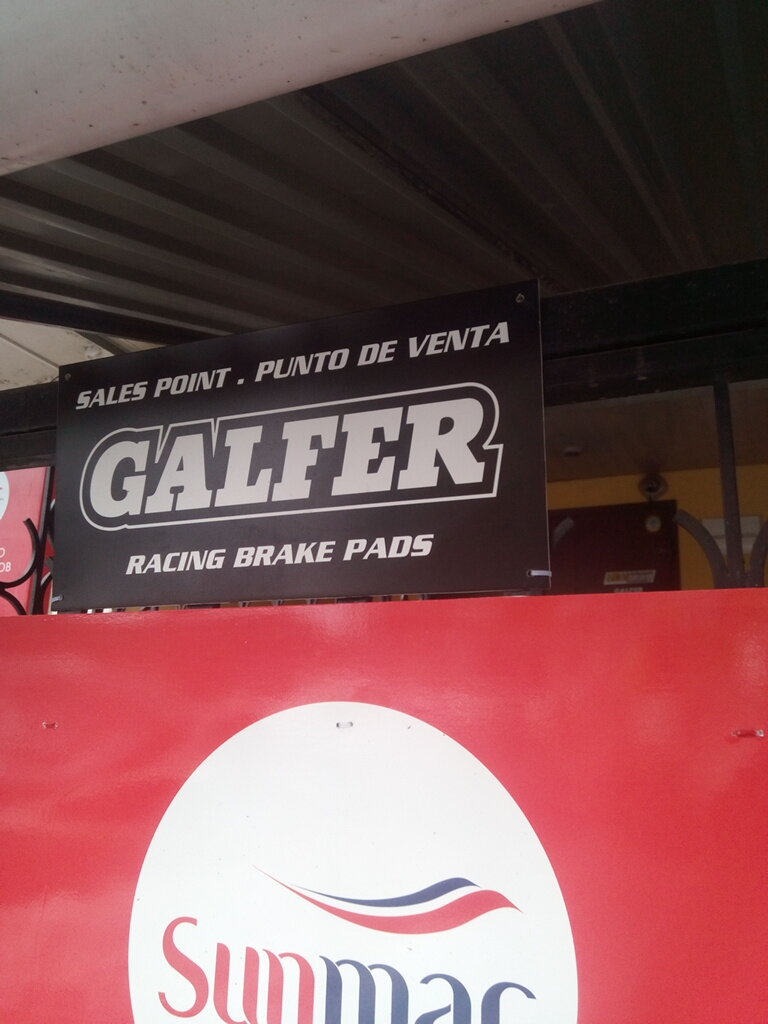 SALES POINT . PUNTO DE VENTA
GALFER
RACING BRAKE PADS
Sunmac